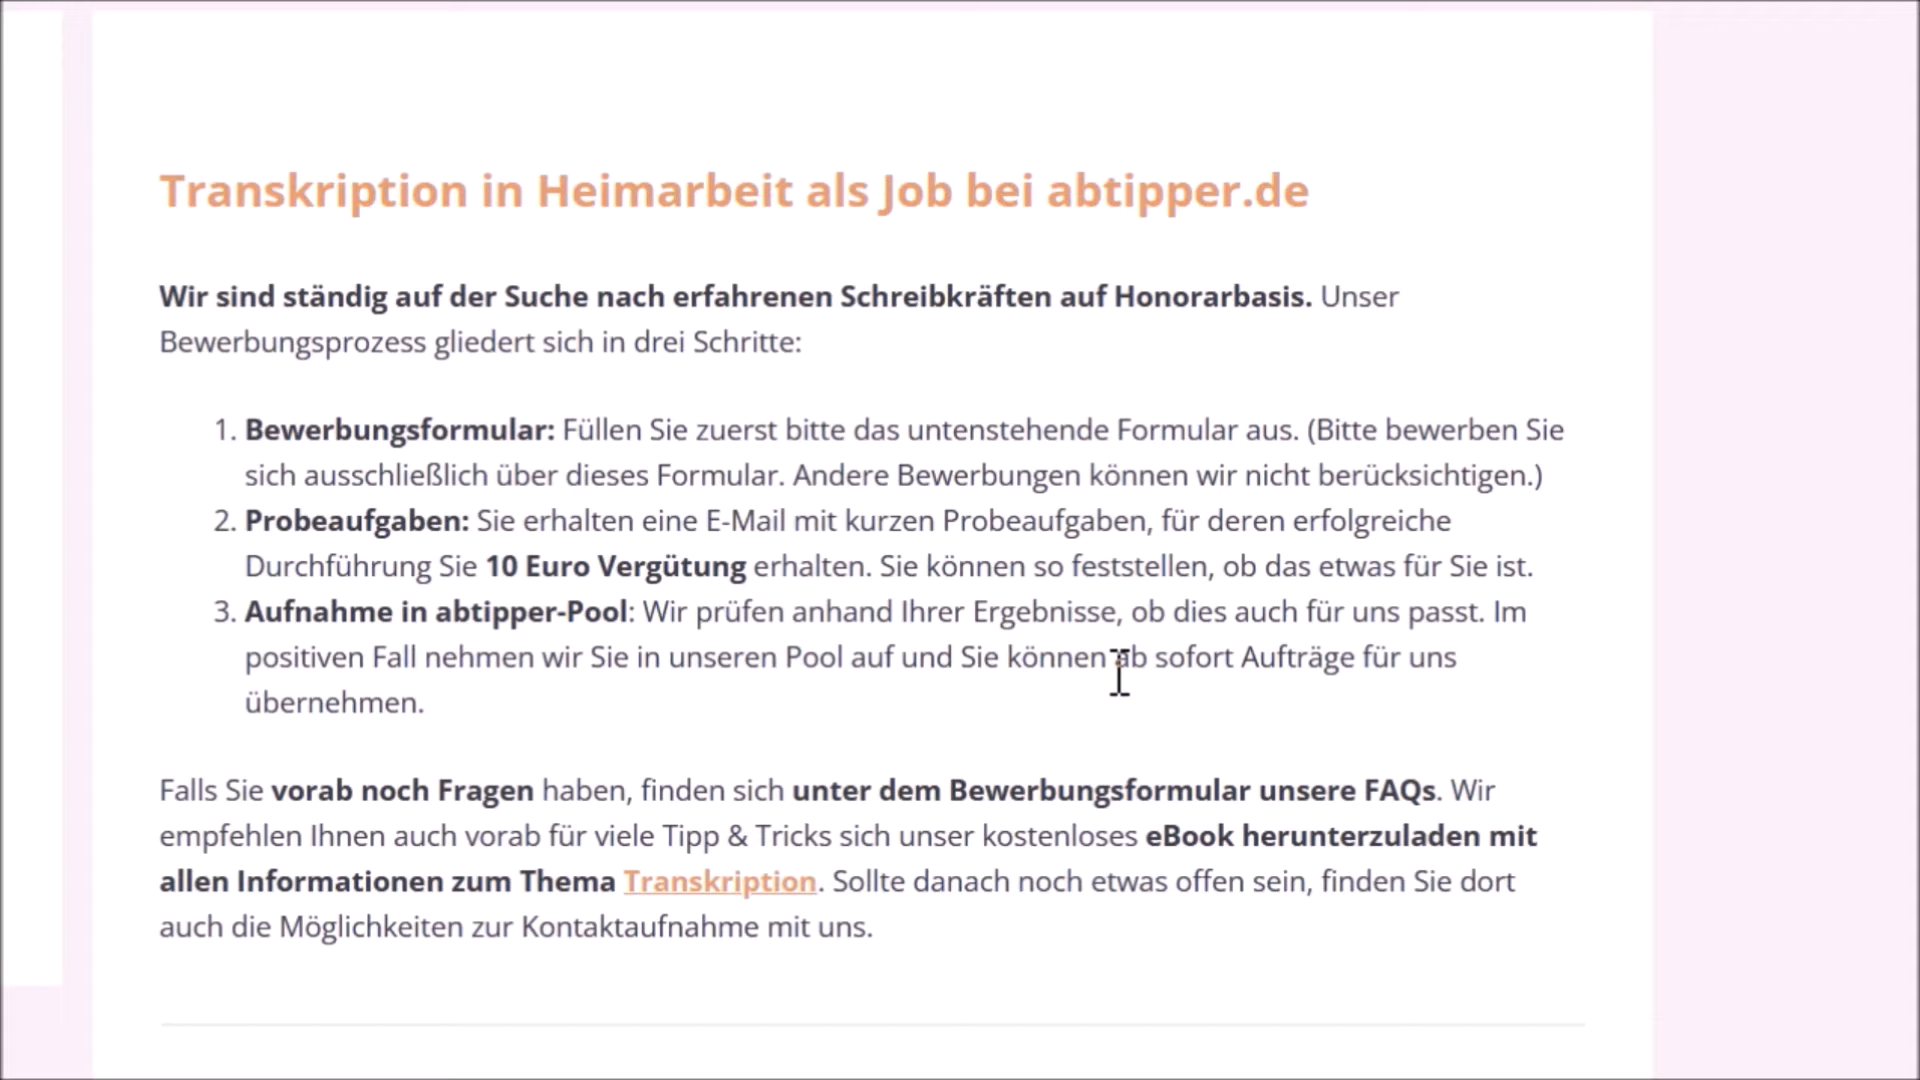 Transkription in Heimarbeit als Job bei abtipper.de
Wir sind ständig auf der Suche nach erfahrenen Schreibkräften auf Honorarbasis. Unser
Bewerbungsprozess gliedert sich in drei Schritte:
1. Bewerbungsformular: Füllen Sie zuerst bitte das untenstehende Formular aus. (Bitte bewerben Sie
sich ausschließlich über dieses Formular. Andere Bewerbungen können wir nicht berücksichtigen.)
2. Probeaufgaben: Sie erhalten eine E-Mail mit kurzen Probeaufgaben, für deren erfolgreiche
Durchführung Sie 10 Euro Vergütung erhalten. Sie können so feststellen, ob das etwas für Sie ist.
3. Aufnahme in abtipper-Pool: Wir prüfen anhand Ihrer Ergebnisse, ob dies auch für uns passt. Im
positiven Fall nehmen wir Sie in unseren Pool auf und Sie können ab sofort Aufträge für uns
übernehmen.
Falls Sie vorab noch Fragen haben, finden sich unter dem Bewerbungsformular unsere FAQs. Wir
empfehlen Ihnen auch vorab für viele Tipp & Tricks sich unser kostenloses eBook herunterzuladen mit
allen Informationen zum Thema Transkription. Sollte danach noch etwas offen sein, finden Sie dort
auch die Möglichkeiten zur Kontaktaufnahme mit uns.